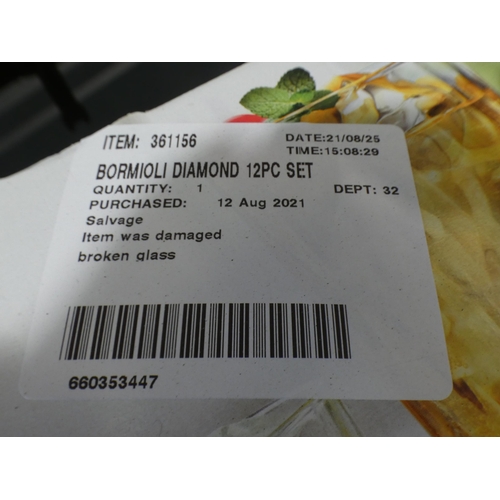 ITEM: 361156 DATE:21/08/25
TIME:15:08:29
BORMIOLI DIAMOND 12PC SET
QUANTITY: 1 DEPT: 32
PURCHASED: 12 Aug 2021
Salvage
Item was damaged
broken glass
660353447